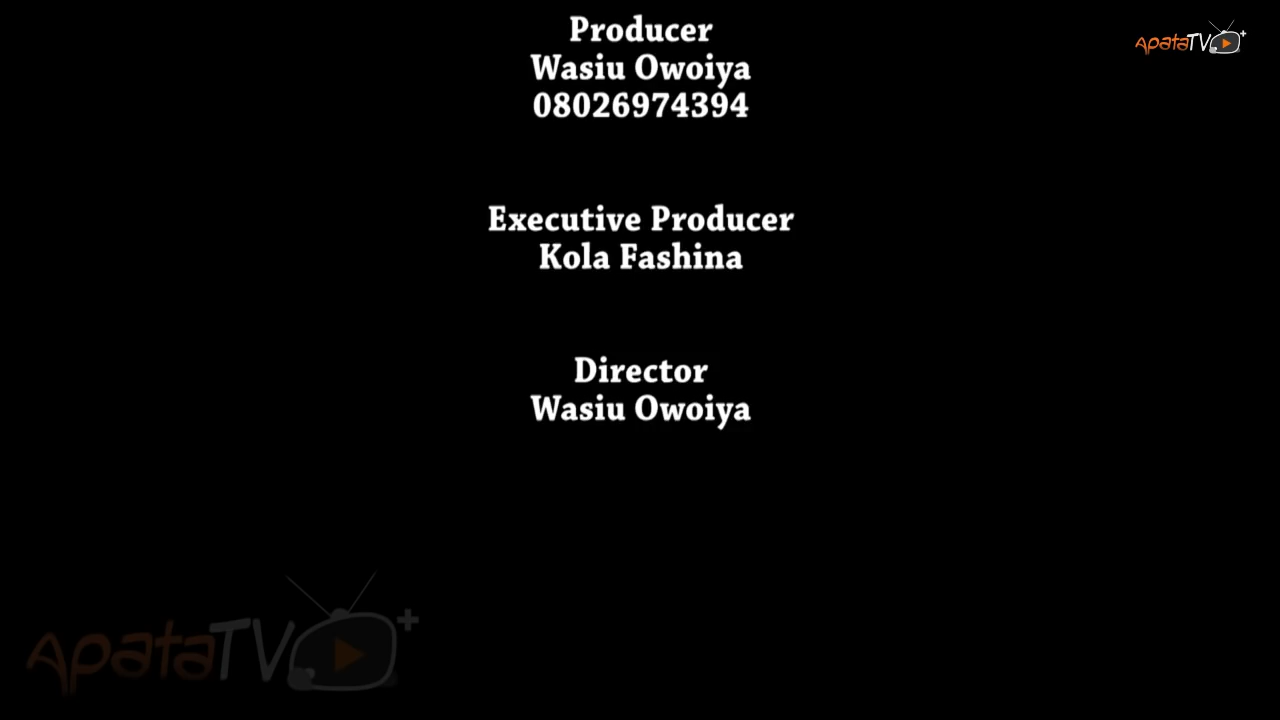 Producer
Wasiu Owoiya
08026974394
ApataTV+
Executive Producer
Kola Fashina
Director
Wasiu Owoiya
ApataTV+